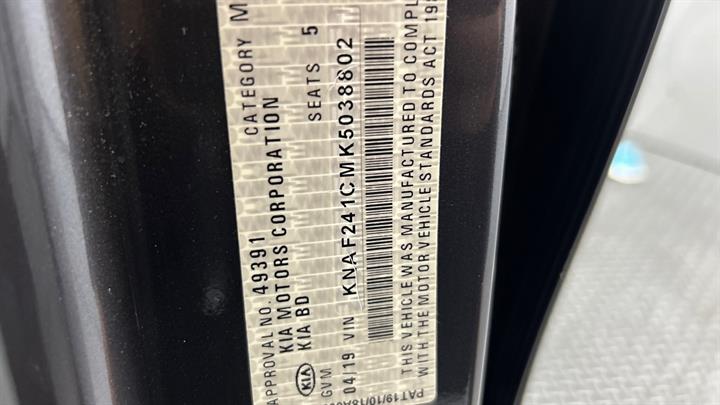 APPROVAL NO. 49391 CATEGORY M
KIA MOTORS CORPORATION
KIA BD SEATS 5
KIA
GVM
04/19 VIN KNAF241CMK5038802
THIS VEHICLE WAS MANUFACTURED TO COMPL
WITH THE MOTOR VEHICLE STANDARDS ACT 198